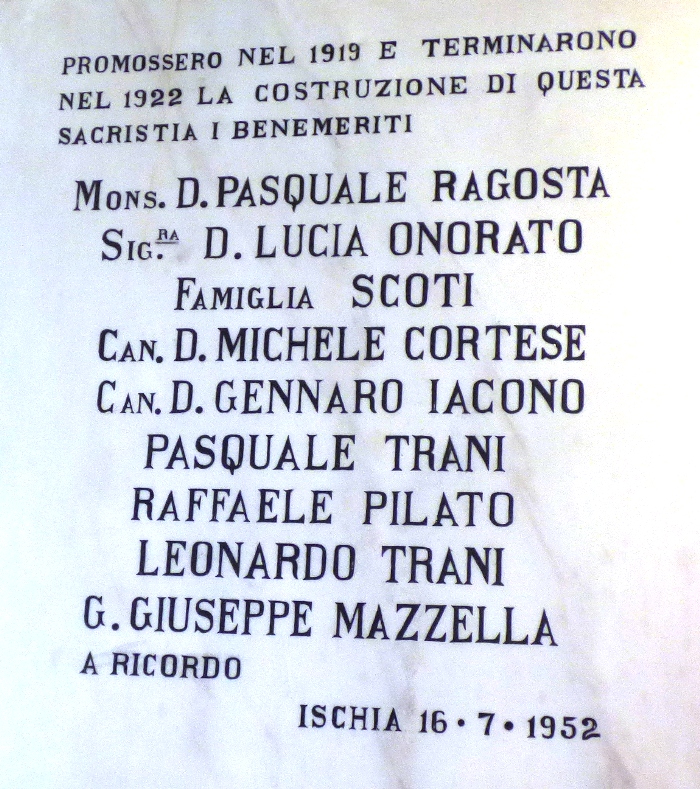 PROMOSSERO NEL 1919 E TERMINARONO
NEL 1922 LA COSTRUZIONE DI QUESTA
SACRISTIA I BENEMERITI
MONS. D. PASQUALE RAGOSTA
SIG.RA D. LUCIA ONORATO
FAMIGLIA SCOTI
CAN. D. MICHELE CORTESE
CAN. D. GENNARO IACONO
PASQUALE TRANI
RAFFAELE PILATO
LEONARDO TRANI
G. GIUSEPPE MAZZELLA
A RICORDO
ISCHIA 16 • 7 • 1952